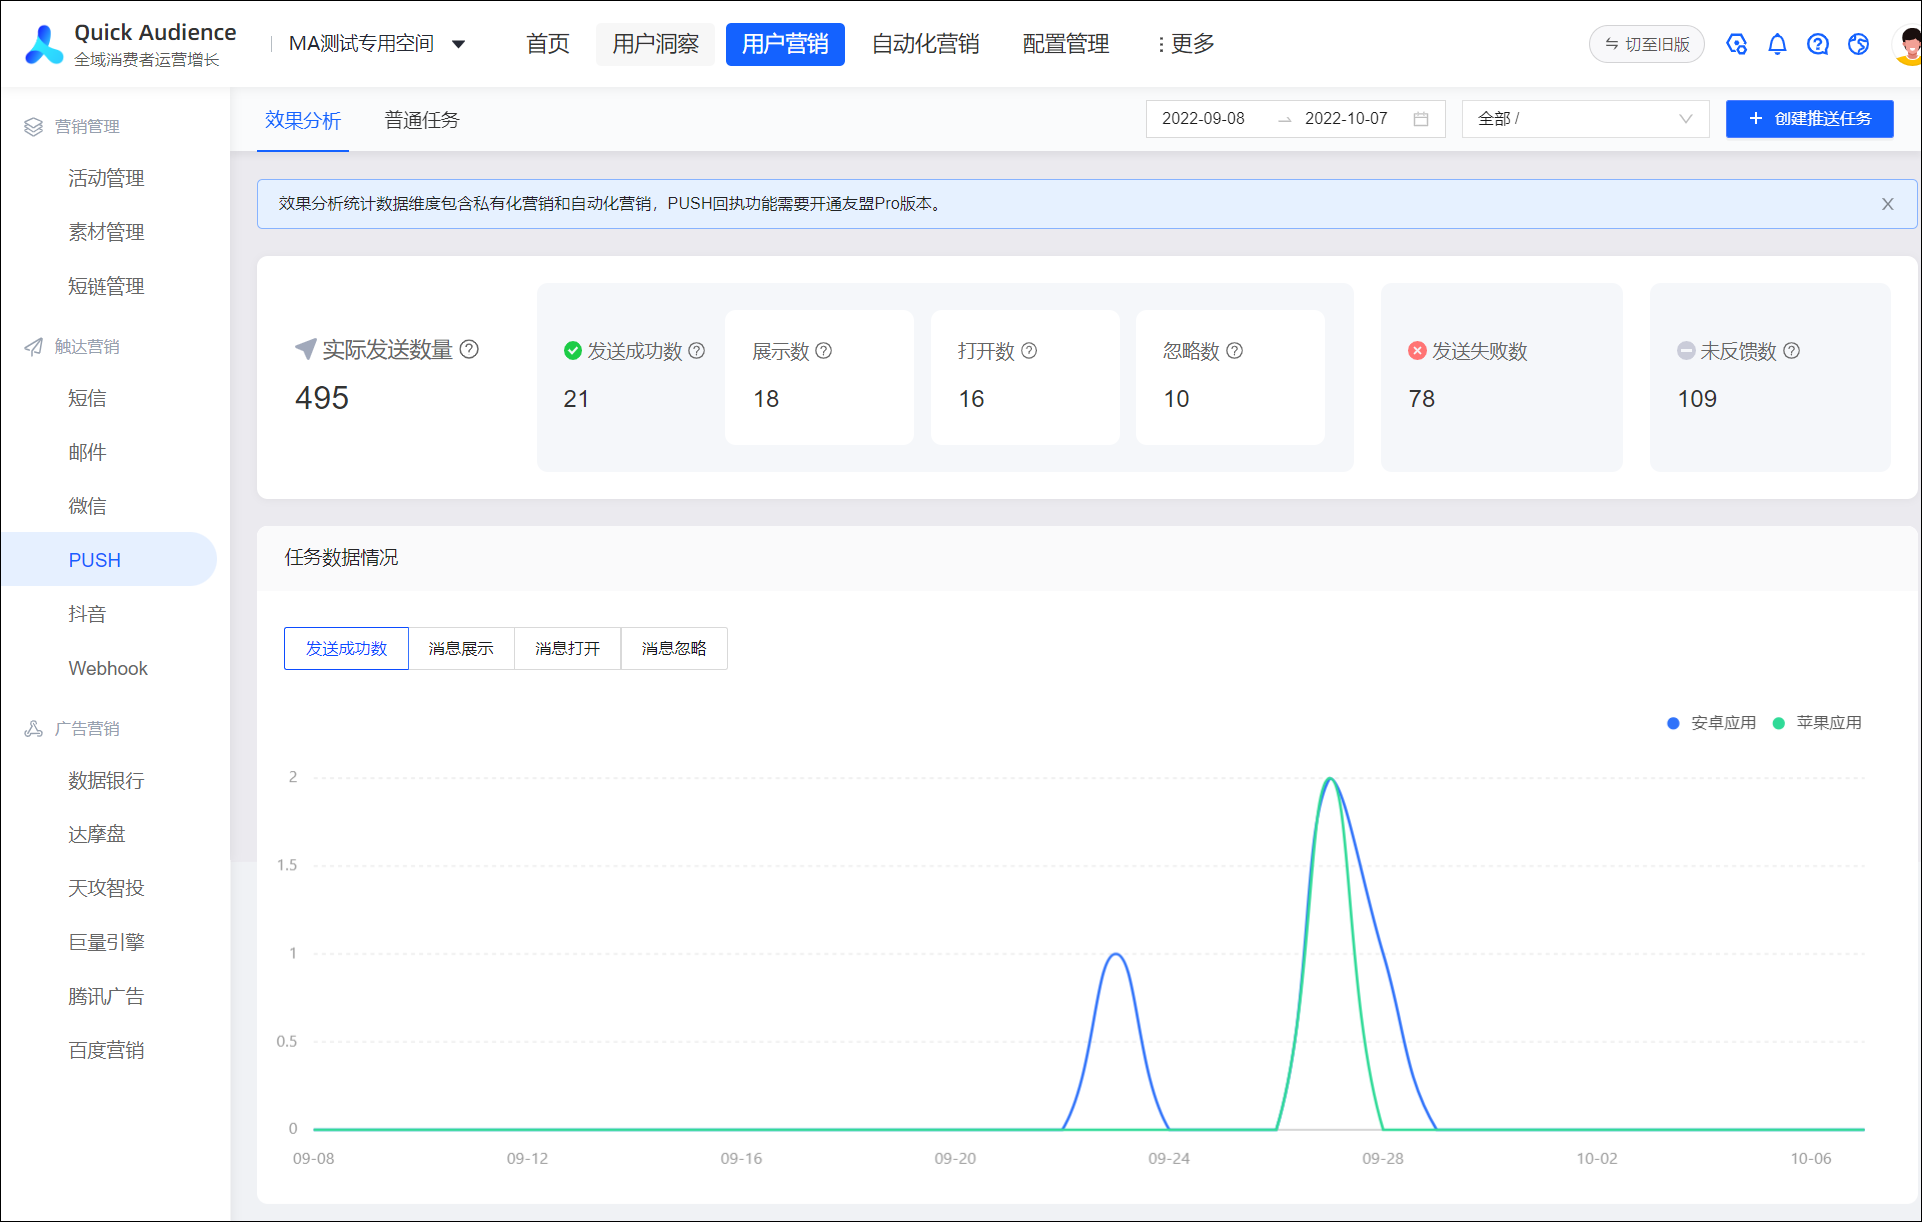 Quick Audience
全域消费者运营增长
MA测试专用空间
首页
用户洞察
用户营销
自动化营销
配置管理
更多
切至旧版
营销管理
活动管理
素材管理
短链管理
触达营销
短信
邮件
微信
PUSH
抖音
Webhook
广告营销
数据银行
达摩盘
天攻智投
巨量引擎
腾讯广告
百度营销
效果分析
普通任务
2022-09-08
2022-10-07
全部 /
+ 创建推送任务
效果分析统计数据维度包含私有化营销和自动化营销，PUSH回执功能需要开通友盟Pro版本。
实际发送数量
495
发送成功数
21
展示数
18
打开数
16
忽略数
10
发送失败数
78
未反馈数
109
任务数据情况
发送成功数
消息展示
消息打开
消息忽略
安卓应用
苹果应用
2
1.5
1
0.5
0
09-08
09-12
09-16
09-20
09-24
09-28
10-02
10-06